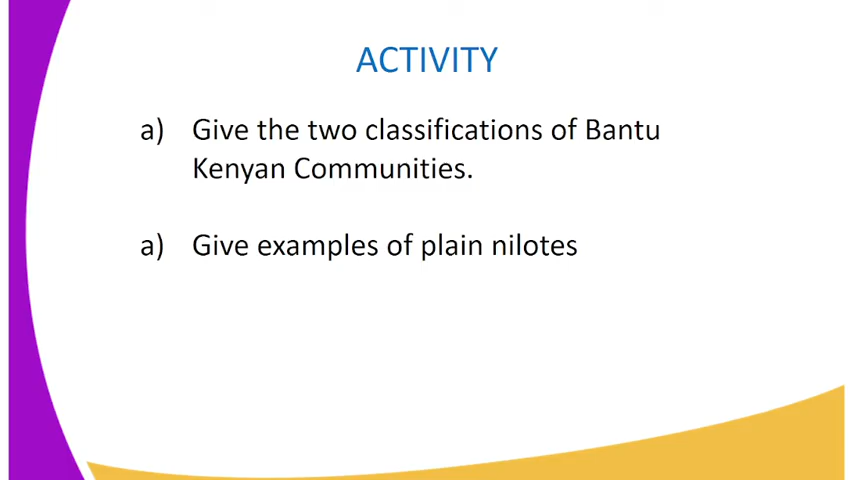 ACTIVITY
a) Give the two classifications of Bantu
Kenyan Communities.
a) Give examples of plain nilotes